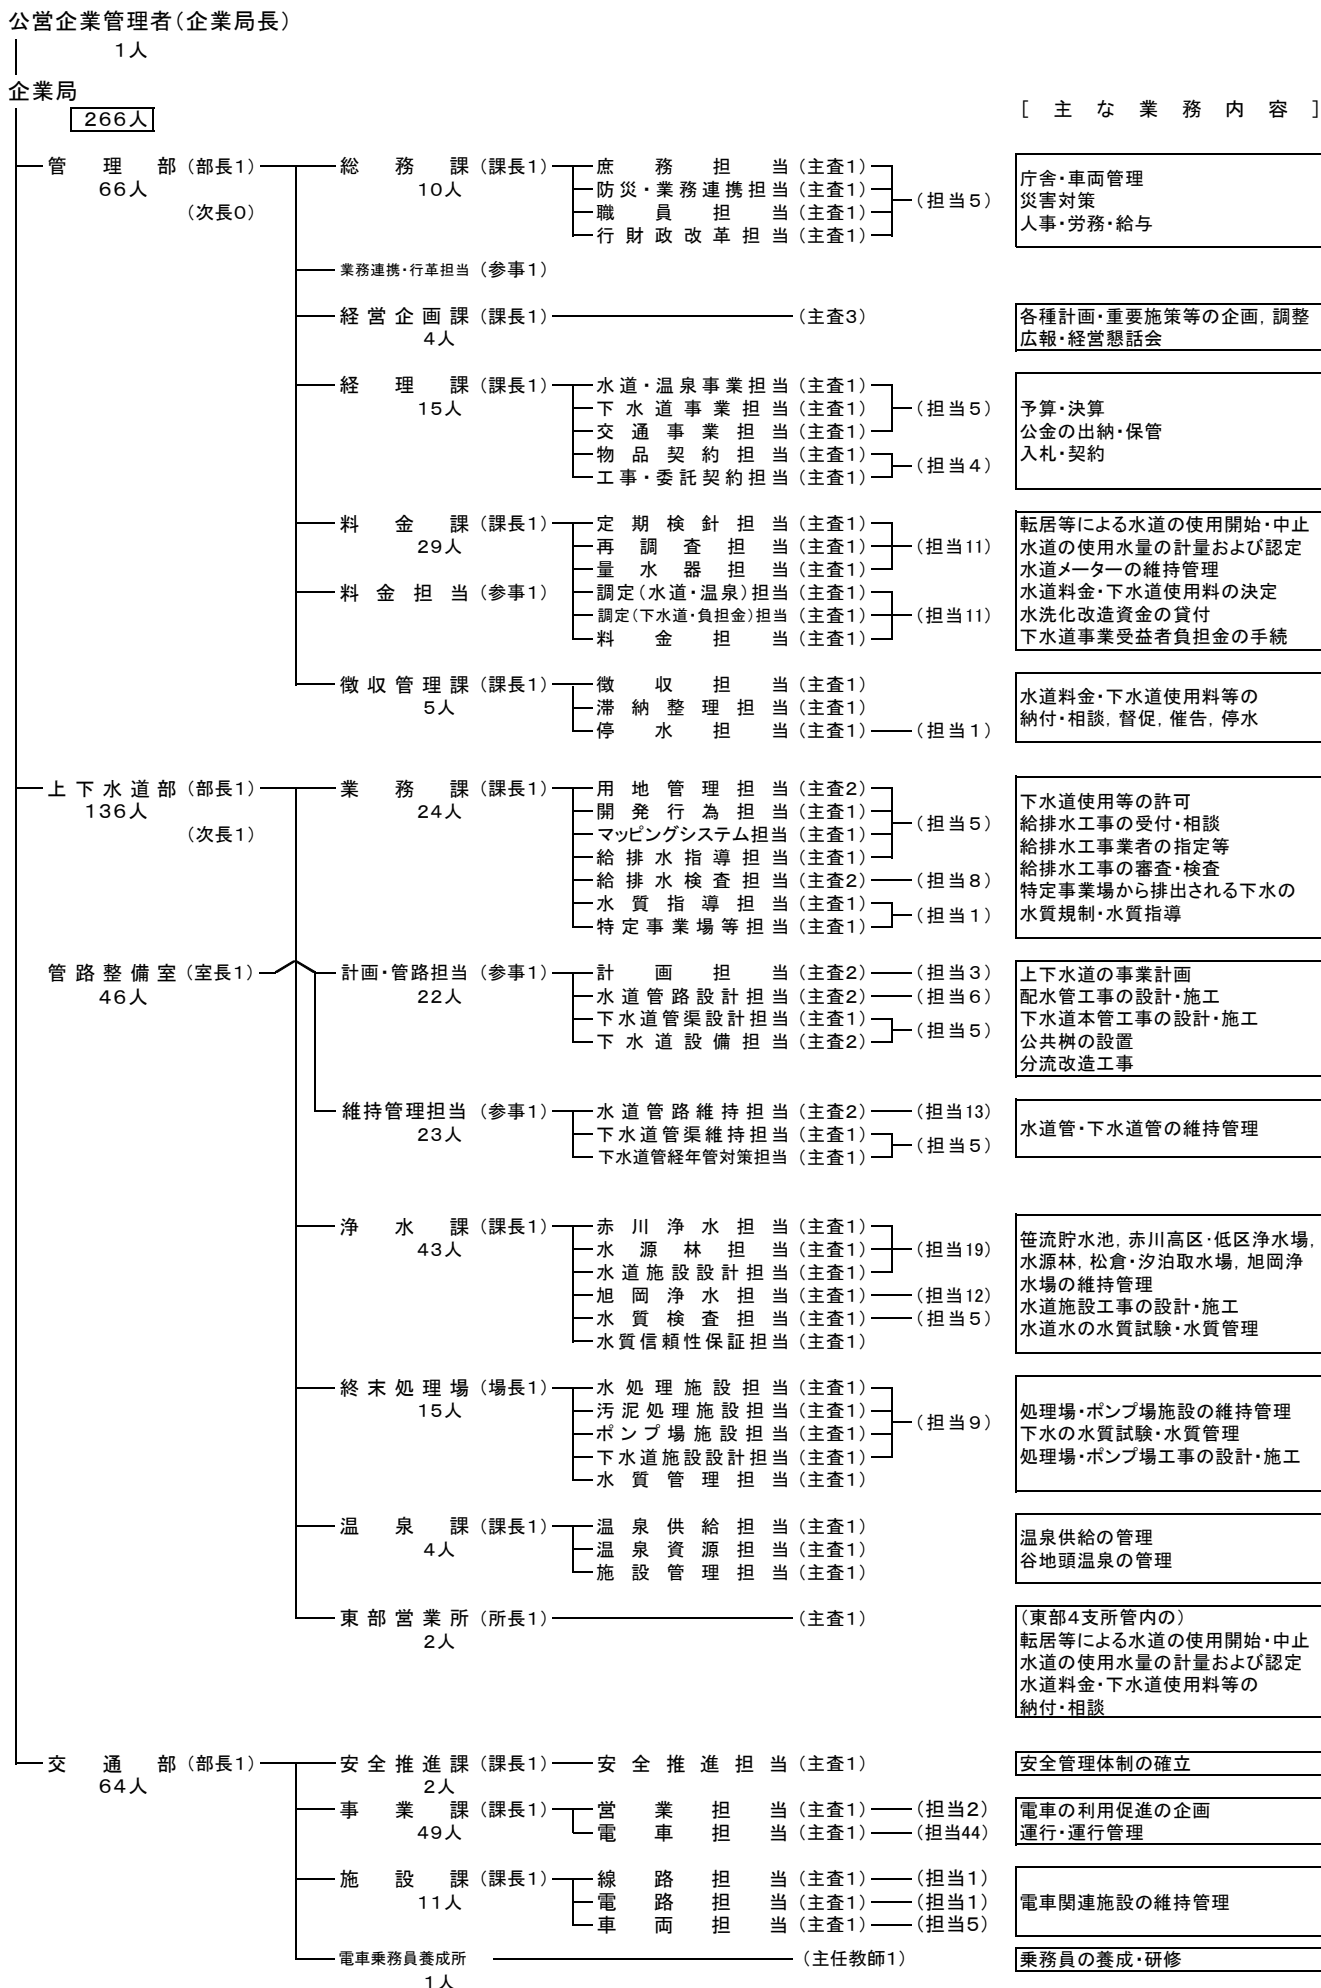 公営企業管理者（企業局長）
1人
企業局
266人
［主な業務内容］
管理部（部長1）
66人
（次長0）
総務課（課長1）
10人
庶務担当（主査1）
防災・業務連携担当（主査1）
職員担当（主査1）
行財政改革担当（主査1）
（担当5）
庁舎・車両管理
災害対策
人事・労務・給与
業務連携・行革担当（参事1）
経営企画課（課長1）
4人
（主査3）
各種計画・重要施策等の企画，調整
広報・経営懇話会
経理課（課長1）
15人
水道・温泉事業担当（主査1）
下水道事業担当（主査1）
交通事業担当（主査1）
物品契約担当（主査1）
工事・委託契約担当（主査1）
（担当5）
（担当4）
予算・決算
公金の出納・保管
入札・契約
料金課（課長1）
29人
料金担当（参事1）
定期検針担当（主査1）
再調査担当（主査1）
量水器担当（主査1）
調定（水道・温泉）担当（主査1）
調定（下水道・負担金）担当（主査1）
料金担当（主査1）
（担当11）
（担当11）
転居等による水道の使用開始・中止
水道の使用水量の計量および認定
水道メーターの維持管理
水道料金・下水道使用料の決定
水洗化改造資金の貸付
下水道事業受益者負担金の手続
徴収管理課（課長1）
5人
徴収担当（主査1）
滞納整理担当（主査1）
停水担当（主査1）
（担当1）
水道料金・下水道使用料等の
納付・相談，督促，催告，停水
上下水道部（部長1）
136人
（次長1）
業務課（課長1）
24人
用地管理担当（主査2）
開発行為担当（主査1）
マッピングシステム担当（主査1）
給排水指導担当（主査1）
給排水検査担当（主査2）
水質指導担当（主査1）
特定事業場等担当（主査1）
（担当5）
（担当8）
（担当1）
下水道使用等の許可
給排水工事の受付・相談
給排水工事業者の指定等
給排水工事の審査・検査
特定事業場から排出される下水の
水質規制・水質指導
管路整備室（室長1）
46人
計画・管路担当（参事1）
22人
計画担当（主査2）
水道管路設計担当（主査2）
下水道管渠設計担当（主査1）
下水道設備担当（主査2）
（担当3）
（担当6）
（担当5）
上下水道の事業計画
配水管工事の設計・施工
下水道本管工事の設計・施工
公共桝の設置
分流改造工事
維持管理担当（参事1）
23人
水道管路維持担当（主査2）
下水道管渠維持担当（主査1）
下水道管経年管対策担当（主査1）
（担当13）
（担当5）
水道管・下水道管の維持管理
浄水課（課長1）
43人
赤川浄水担当（主査1）
水源林担当（主査1）
水道施設設計担当（主査1）
旭岡浄水担当（主査1）
水質検査担当（主査1）
水質信頼性保証担当（主査1）
（担当19）
（担当12）
（担当5）
笹流貯水池，赤川高区・低区浄水場，
水源林，松倉・汐泊取水場，旭岡浄
水場の維持管理
水道施設工事の設計・施工
水道水の水質試験・水質管理
終末処理場（場長1）
15人
水処理施設担当（主査1）
汚泥処理施設担当（主査1）
ポンプ場施設担当（主査1）
下水道施設設計担当（主査1）
水質管理担当（主査1）
（担当9）
処理場・ポンプ場施設の維持管理
下水の水質試験・水質管理
処理場・ポンプ場工事の設計・施工
温泉課（課長1）
4人
温泉供給担当（主査1）
温泉資源担当（主査1）
施設管理担当（主査1）
温泉供給の管理
谷地頭温泉の管理
東部営業所（所長1）
2人
（主査1）
（東部4支所管内の）
転居等による水道の使用開始・中止
水道の使用水量の計量および認定
水道料金・下水道使用料等の
納付・相談
交通部（部長1）
64人
安全推進課（課長1）
2人
安全推進担当（主査1）
安全管理体制の確立
事業課（課長1）
49人
営業担当（主査1）
電車担当（主査1）
（担当2）
（担当44）
電車の利用促進の企画
運行・運行管理
施設課（課長1）
11人
線路担当（主査1）
電路担当（主査1）
車両担当（主査1）
（担当1）
（担当1）
（担当5）
電車関連施設の維持管理
電車乗務員養成所
1人
（主任教師1）
乗務員の養成・研修